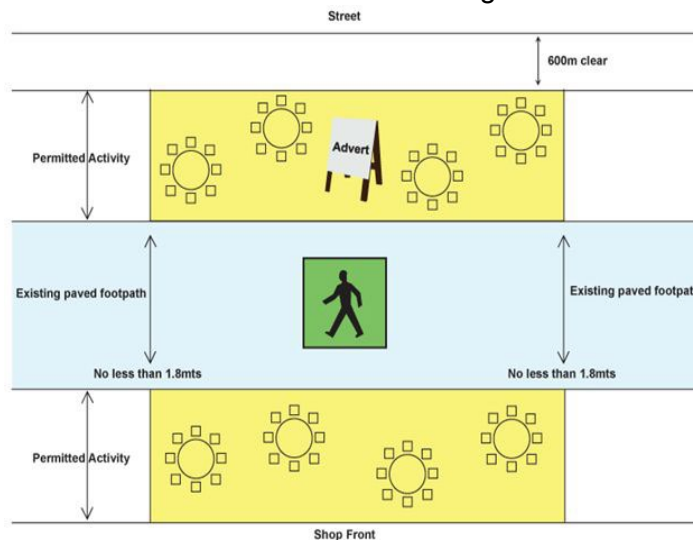 Street
600m clear
Permitted Activity
Advert
Existing paved footpath
Existing paved footpat
No less than 1.8mts
No less than 1.8mts
Permitted Activity
Shop Front